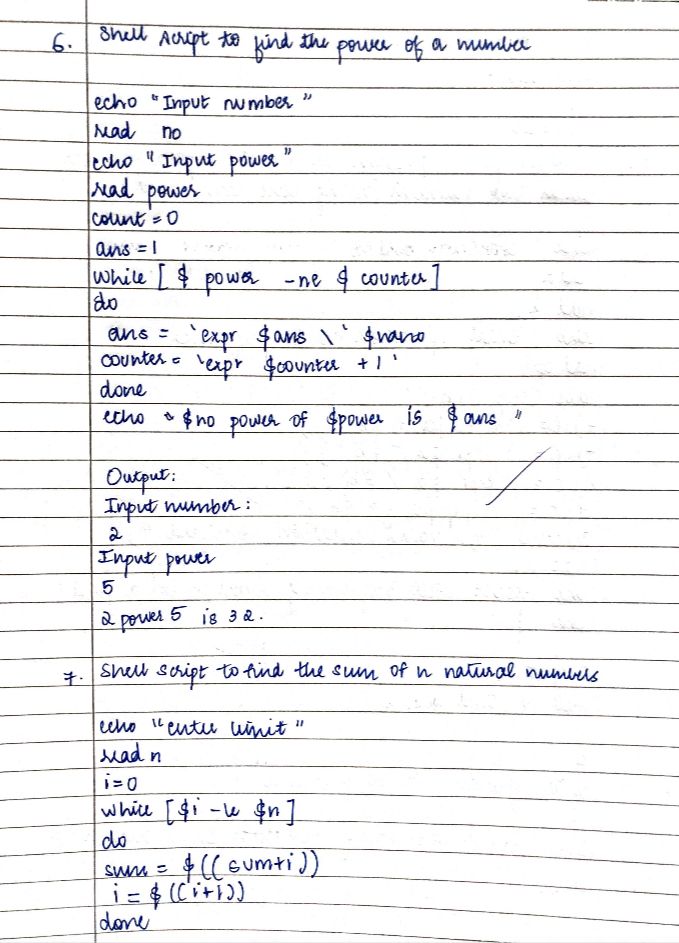 6. Shell script to find the power of a number
echo "Input number"
read no
echo "Input power"
read power
count = 0
ans = 1
while [ $ power -ne $ counter ]
do
ans = `expr $ans \` $nano
counter = `expr $counter + 1 `
done
echo " $no power of $power is $ans "
Output:
Input number :
2
Input power
5
2 power 5 is 32.
7. Shell script to find the sum of n natural numbers
echo "enter limit"
read n
i=0
while [ $i -le $n ]
do
sum = $((sum+i))
i = $((i+1))
done